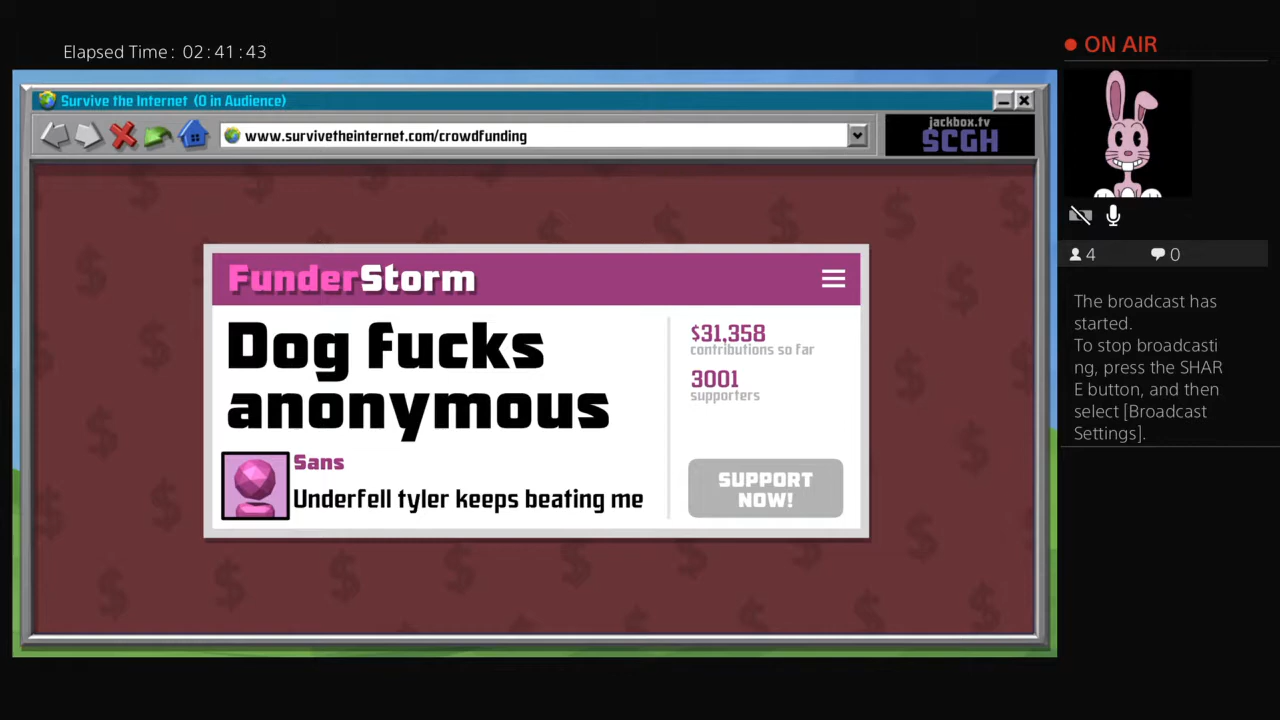 Elapsed Time: 02:41:43
ON AIR
Survive the Internet (0 in Audience)
www.survivetheinternet.com/crowdfunding
jackbox.tv
$CGH
4
0
FunderStorm
Dog fucks
anonymous
Sans
Underfell tyler keeps beating me
$31,358
contributions so far
3001
supporters
SUPPORT
NOW!
The broadcast has
started.
To stop broadcasti
ng, press the SHAR
E button, and then
select [Broadcast
Settings].